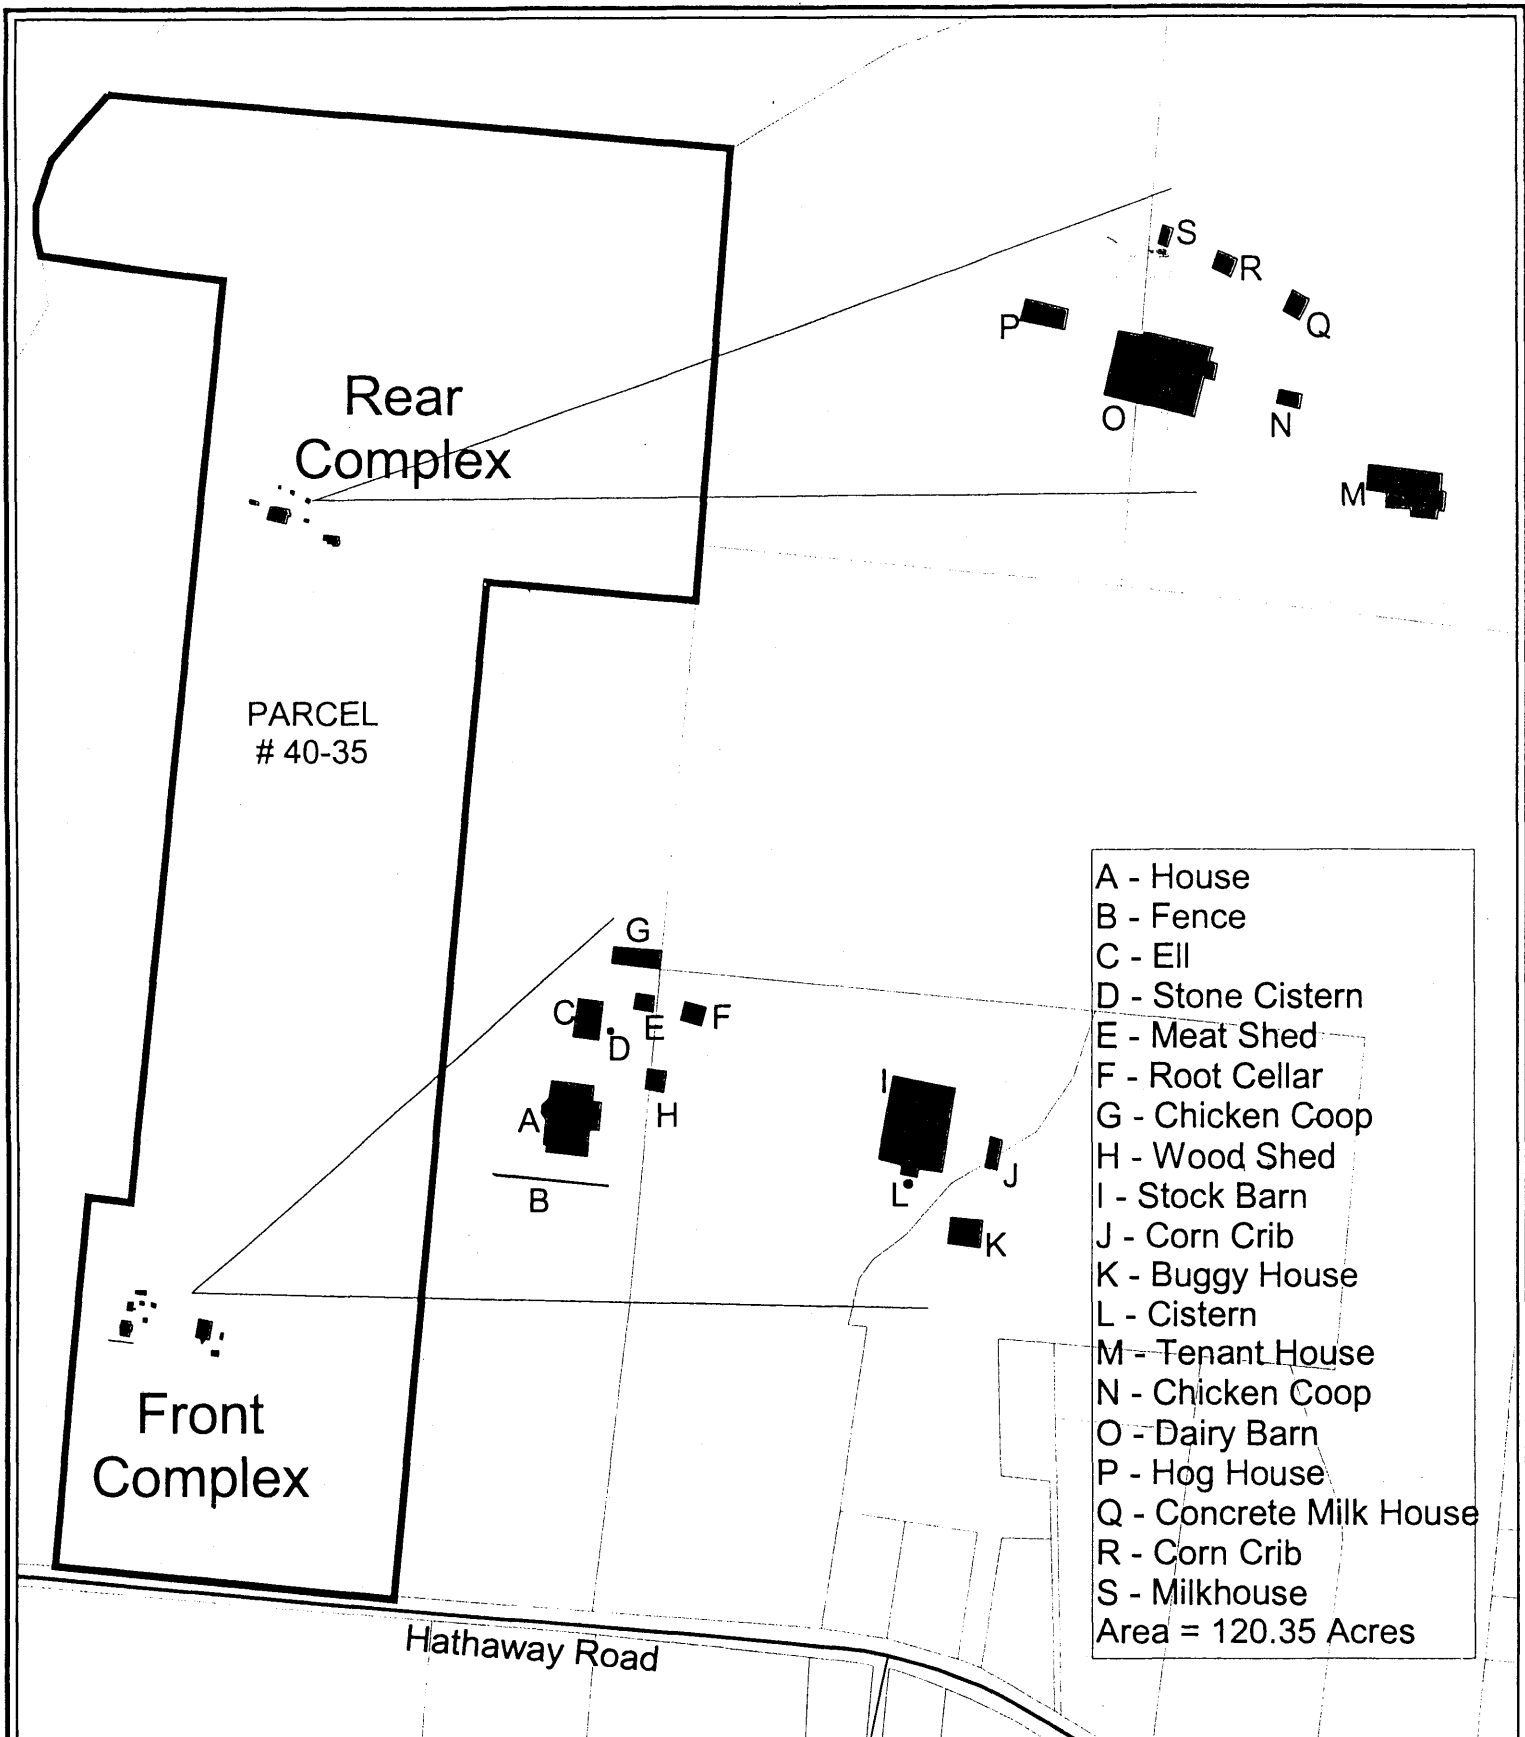 S
R
Q
P
O
N
M
Rear
Complex
PARCEL
# 40-35
G
C
E
F
D
H
A
B
I
J
L
K
Front
Complex
Hathaway Road
A - House
B - Fence
C - Ell
D - Stone Cistern
E - Meat Shed
F - Root Cellar
G - Chicken Coop
H - Wood Shed
I - Stock Barn
J - Corn Crib
K - Buggy House
L - Cistern
M - Tenant House
N - Chicken Coop
O - Dairy Barn
P - Hog House
Q - Concrete Milk House
R - Corn Crib
S - Milkhouse
Area = 120.35 Acres